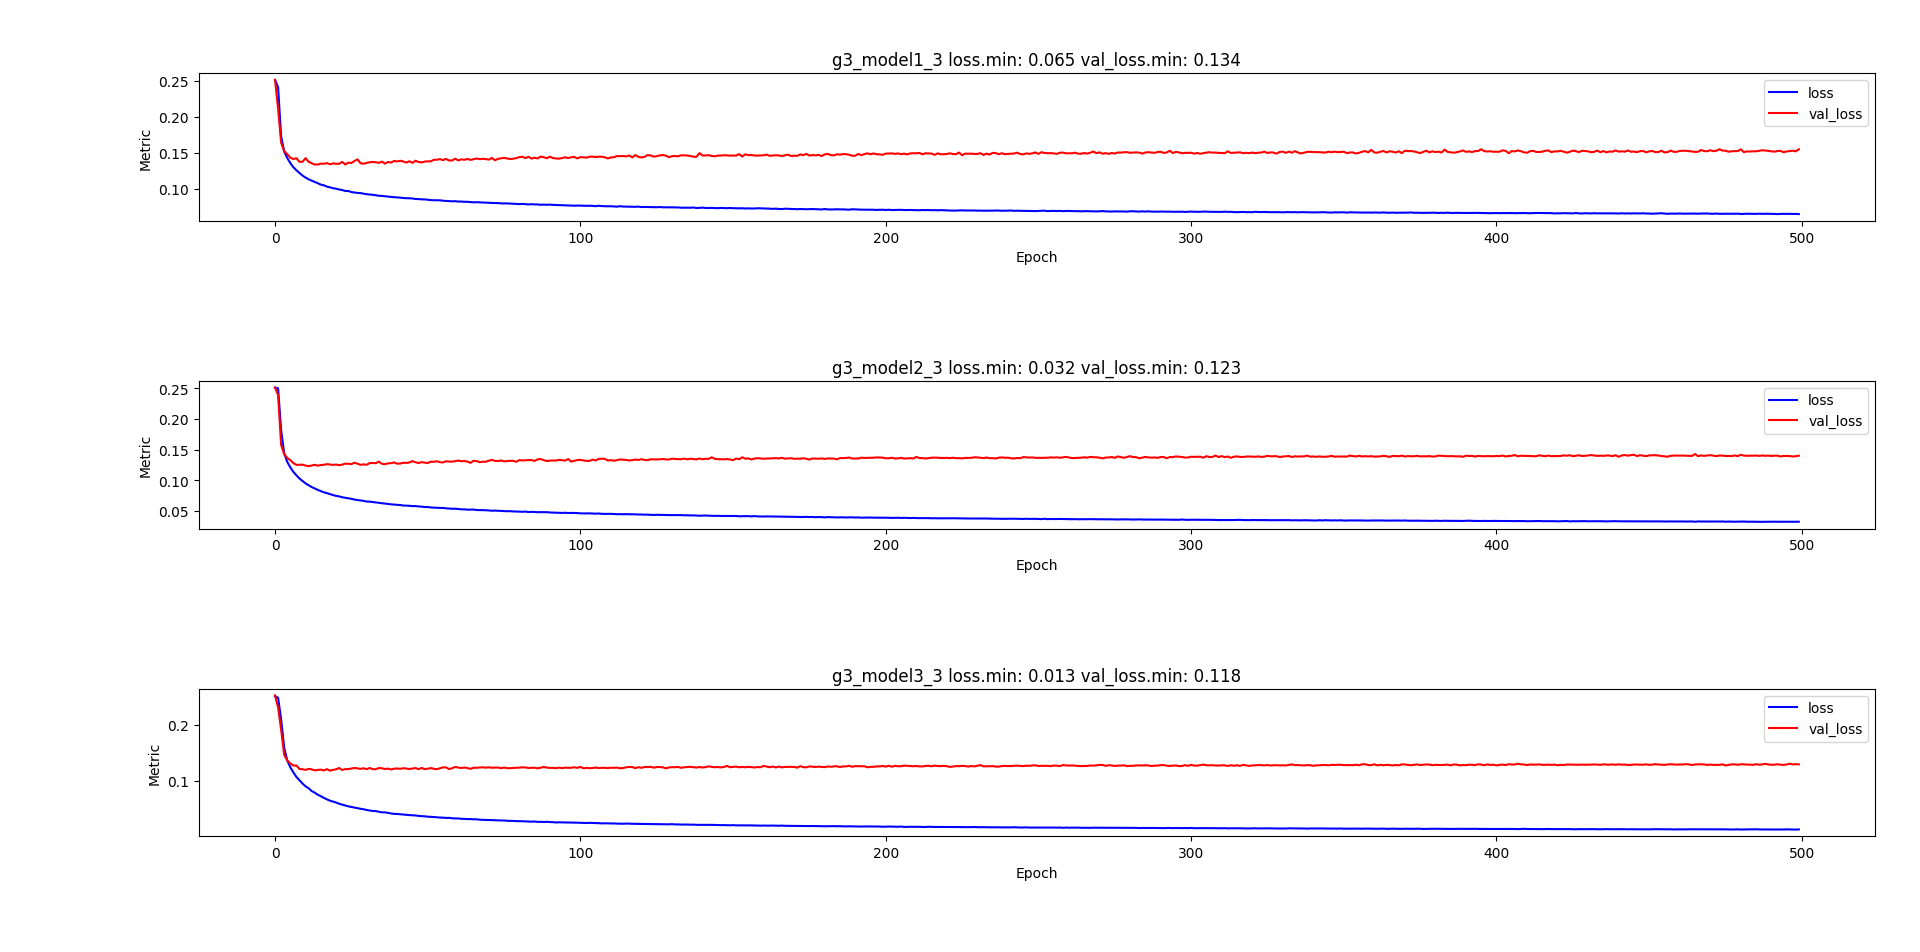 g3_model1_3 loss.min: 0.065 val_loss.min: 0.134
0.25
0.20
0.15
0.10
Metric
loss
val_loss
0 100 200 300 400 500
Epoch
g3_model2_3 loss.min: 0.032 val_loss.min: 0.123
0.25
0.20
0.15
0.10
0.05
Metric
loss
val_loss
0 100 200 300 400 500
Epoch
g3_model3_3 loss.min: 0.013 val_loss.min: 0.118
0.2
0.1
Metric
loss
val_loss
0 100 200 300 400 500
Epoch